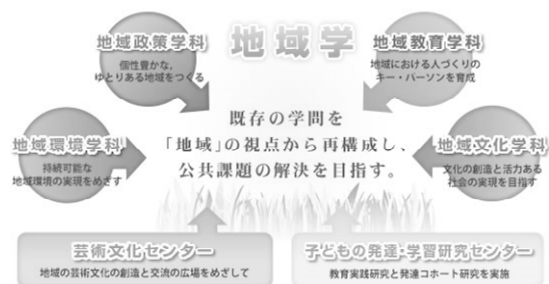 地域学
地域政策学科
個性豊かな、
ゆとりある地域をつくる
地域教育学科
地域における人づくりの
キー・パーソンを育成
既存の学問を
「地域」の視点から再構成し、
公共課題の解決を目指す。
地域環境学科
持続可能な
地域環境の実現をめざす
地域文化学科
文化の創造と活力ある
社会の実現を目指す
芸術文化センター
地域の芸術文化の創造と交流の広場をめざして
子どもの発達・学習研究センター
教育実践研究と発達コホート研究を実施